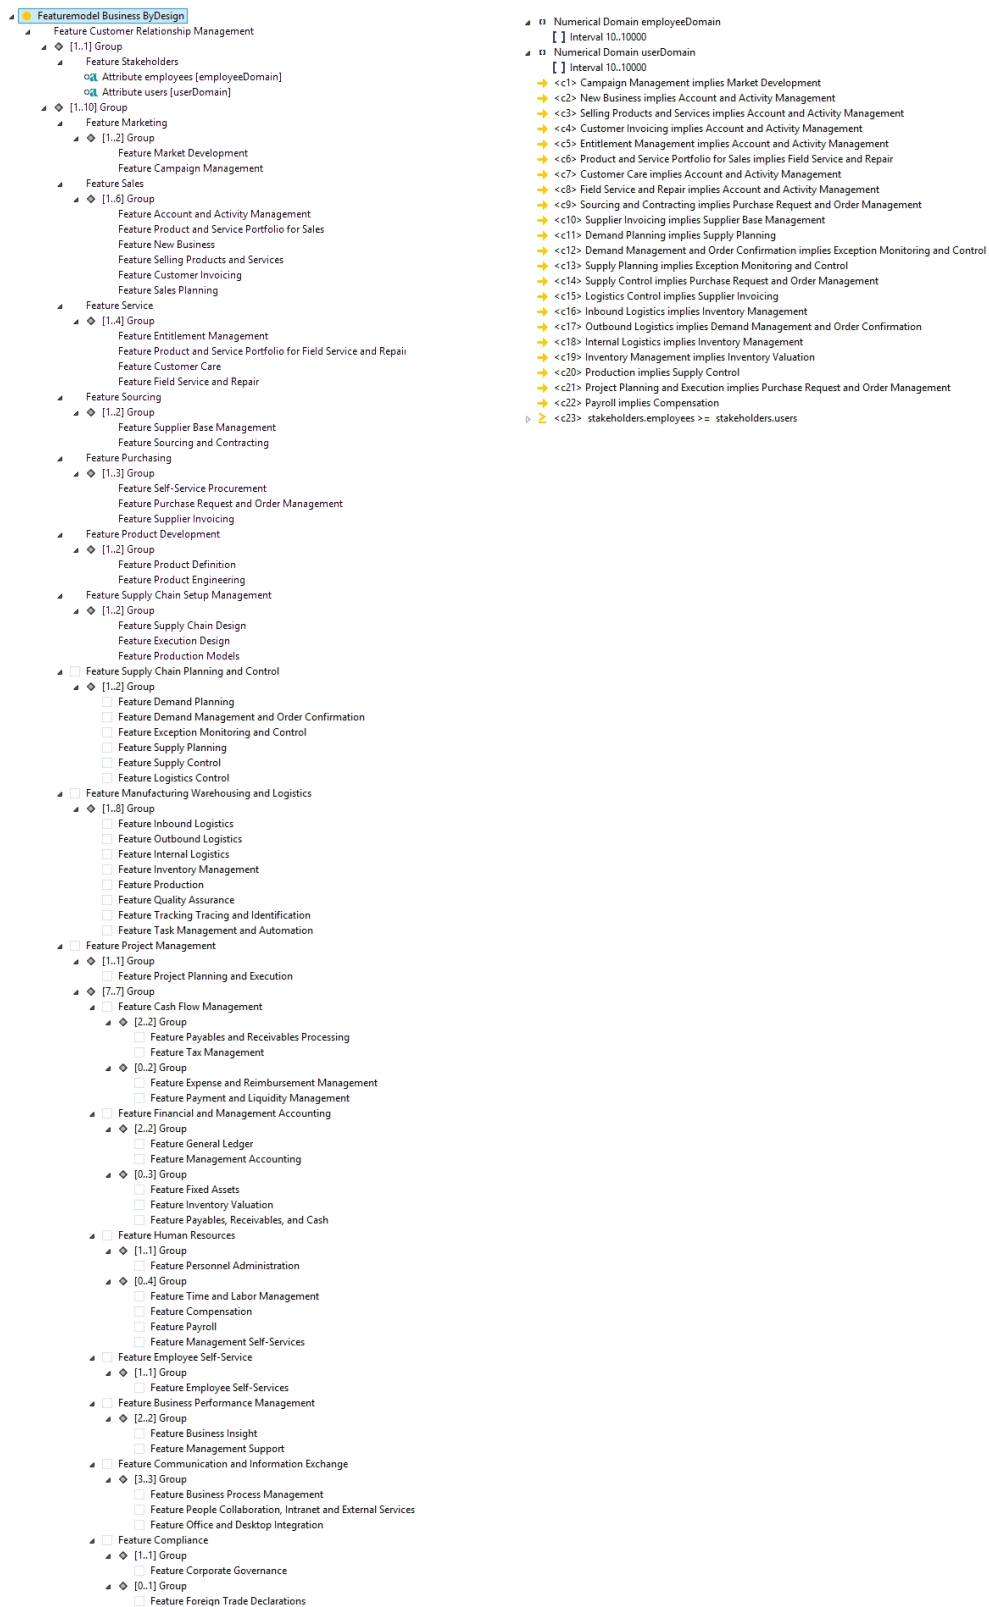 Featuremodel Business ByDesign
Feature Customer Relationship Management
[1..1] Group
Feature Stakeholders
Attribute employees [employeeDomain]
Attribute users [userDomain]
[1..10] Group
Feature Marketing
[1..2] Group
Feature Market Development
Feature Campaign Management
Feature Sales
[1..6] Group
Feature Account and Activity Management
Feature Product and Service Portfolio for Sales
Feature New Business
Feature Selling Products and Services
Feature Customer Invoicing
Feature Sales Planning
Feature Service
[1..4] Group
Feature Entitlement Management
Feature Product and Service Portfolio for Field Service and Repair
Feature Customer Care
Feature Field Service and Repair
Feature Sourcing
[1..2] Group
Feature Supplier Base Management
Feature Sourcing and Contracting
Feature Purchasing
[1..3] Group
Feature Self-Service Procurement
Feature Purchase Request and Order Management
Feature Supplier Invoicing
Feature Product Development
[1..2] Group
Feature Product Definition
Feature Product Engineering
Feature Supply Chain Setup Management
[1..2] Group
Feature Supply Chain Design
Feature Execution Design
Feature Production Models
Feature Supply Chain Planning and Control
[1..2] Group
Feature Demand Planning
Feature Demand Management and Order Confirmation
Feature Exception Monitoring and Control
Feature Supply Planning
Feature Supply Control
Feature Logistics Control
Feature Manufacturing Warehousing and Logistics
[1..8] Group
Feature Inbound Logistics
Feature Outbound Logistics
Feature Internal Logistics
Feature Inventory Management
Feature Production
Feature Quality Assurance
Feature Tracking Tracing and Identification
Feature Task Management and Automation
Feature Project Management
[1..1] Group
Feature Project Planning and Execution
[7..7] Group
Feature Cash Flow Management
[2..2] Group
Feature Payables and Receivables Processing
Feature Tax Management
[0..2] Group
Feature Expense and Reimbursement Management
Feature Payment and Liquidity Management
Feature Financial and Management Accounting
[2..2] Group
Feature General Ledger
Feature Management Accounting
[0..3] Group
Feature Fixed Assets
Feature Inventory Valuation
Feature Payables, Receivables, and Cash
Feature Human Resources
[1..1] Group
Feature Personnel Administration
[0..4] Group
Feature Time and Labor Management
Feature Compensation
Feature Payroll
Feature Management Self-Services
Feature Employee Self-Service
[1..1] Group
Feature Employee Self-Services
Feature Business Performance Management
[2..2] Group
Feature Business Insight
Feature Management Support
Feature Communication and Information Exchange
[3..3] Group
Feature Business Process Management
Feature People Collaboration, Intranet and External Services
Feature Office and Desktop Integration
Feature Compliance
[1..1] Group
Feature Corporate Governance
[0..1] Group
Feature Foreign Trade Declarations
Numerical Domain employeeDomain
[ ] Interval 10..10000
Numerical Domain userDomain
[ ] Interval 10..10000
<c1> Campaign Management implies Market Development
<c2> New Business implies Account and Activity Management
<c3> Selling Products and Services implies Account and Activity Management
<c4> Customer Invoicing implies Account and Activity Management
<c5> Entitlement Management implies Account and Activity Management
<c6> Product and Service Portfolio for Sales implies Field Service and Repair
<c7> Customer Care implies Account and Activity Management
<c8> Field Service and Repair implies Account and Activity Management
<c9> Sourcing and Contracting implies Purchase Request and Order Management
<c10> Supplier Invoicing implies Supplier Base Management
<c11> Demand Planning implies Supply Planning
<c12> Demand Management and Order Confirmation implies Exception Monitoring and Control
<c13> Supply Planning implies Exception Monitoring and Control
<c14> Supply Control implies Purchase Request and Order Management
<c15> Logistics Control implies Supplier Invoicing
<c16> Inbound Logistics implies Inventory Management
<c17> Outbound Logistics implies Demand Management and Order Confirmation
<c18> Internal Logistics implies Inventory Management
<c19> Inventory Management implies Inventory Valuation
<c20> Production implies Supply Control
<c21> Project Planning and Execution implies Purchase Request and Order Management
<c22> Payroll implies Compensation
<c23> stakeholders.employees >= stakeholders.users